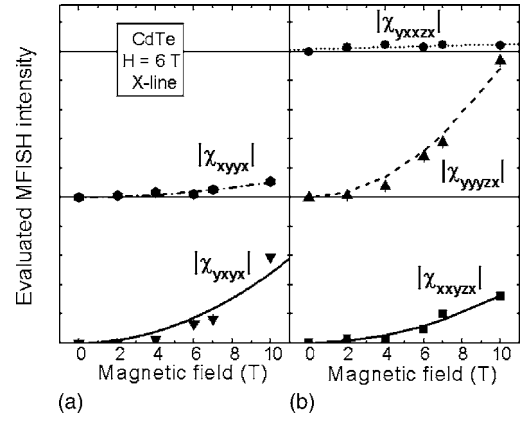 Evaluated MFISH intensity
CdTe
H = 6 T
X-line
|χxyyx|
|χyxyx|
0 2 4 6 8 10
Magnetic field (T)
(a)
|χyxxzx|
|χyyyzx|
|χxxyzx|
0 2 4 6 8 10
Magnetic field (T)
(b)